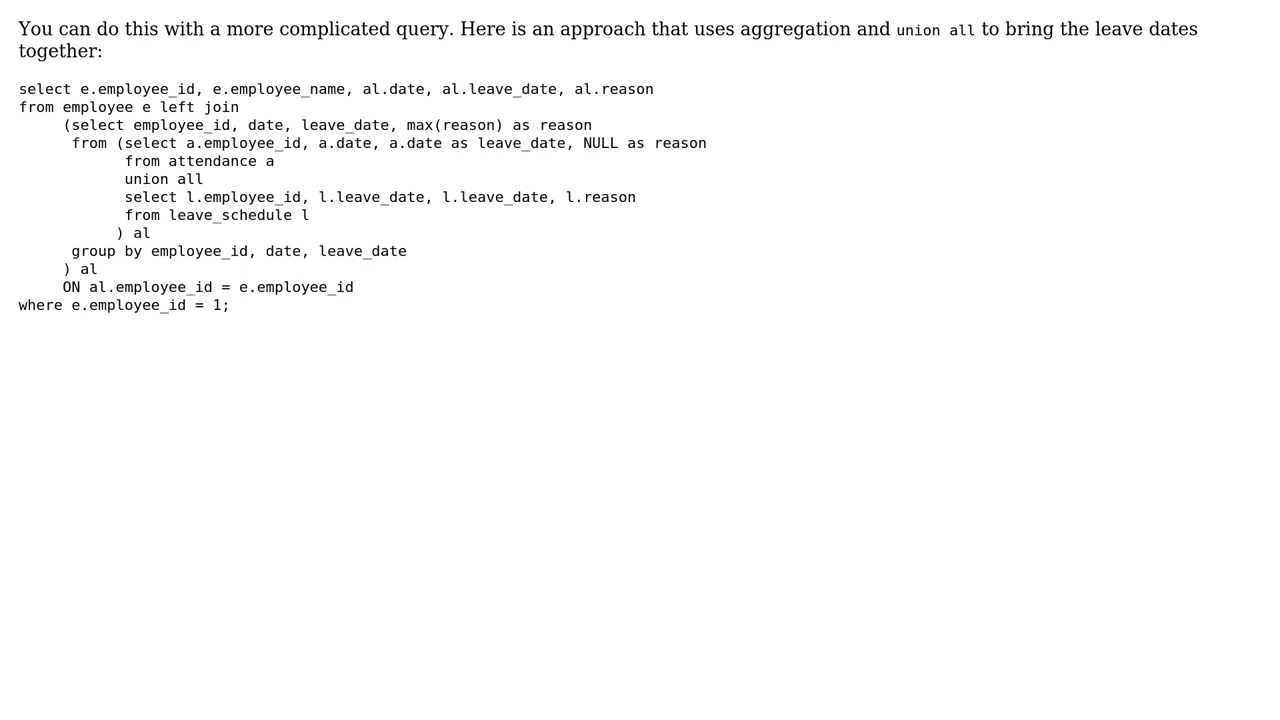 You can do this with a more complicated query. Here is an approach that uses aggregation and union all to bring the leave dates
together:
select e.employee_id, e.employee_name, al.date, al.leave_date, al.reason
from employee e left join
     (select employee_id, date, leave_date, max(reason) as reason
      from (select a.employee_id, a.date, a.date as leave_date, NULL as reason
            from attendance a
            union all
            select l.employee_id, l.leave_date, l.leave_date, l.reason
            from leave_schedule l
           ) al
      group by employee_id, date, leave_date
     ) al
     ON al.employee_id = e.employee_id
where e.employee_id = 1;